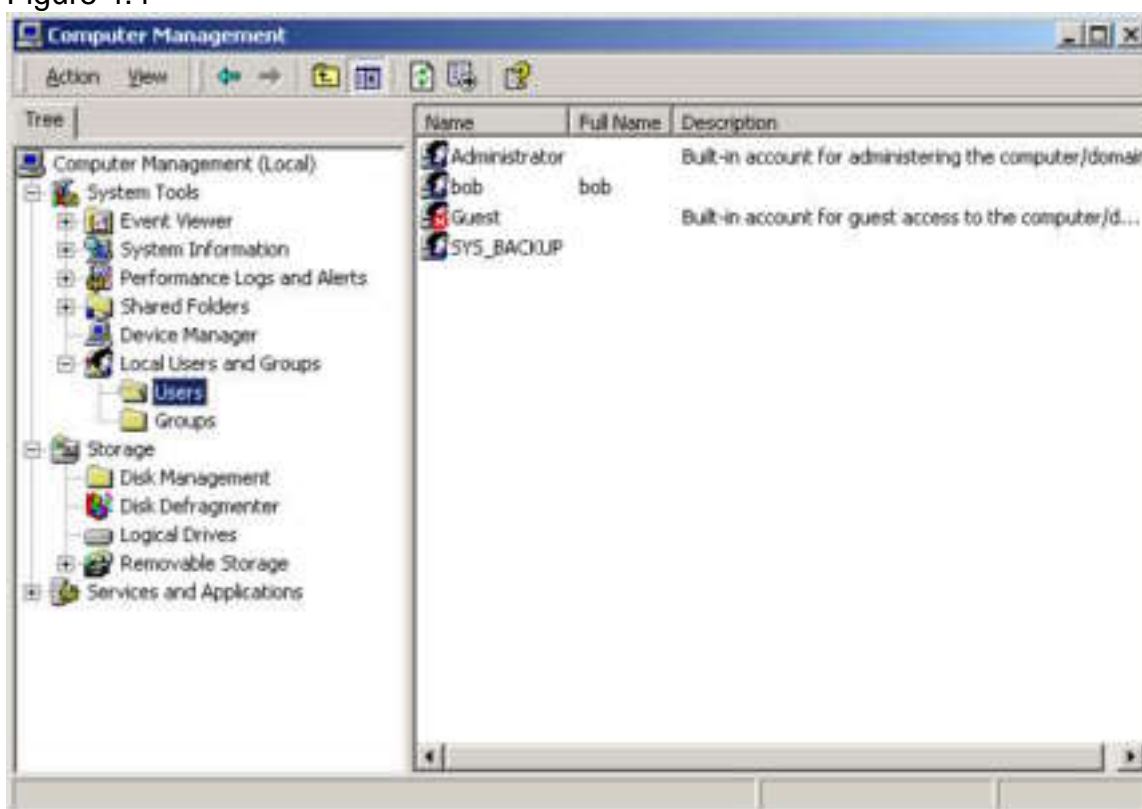 Computer Management
Action View
Tree
Name Full Name Description
Computer Management (Local)
System Tools
Event Viewer
System Information
Performance Logs and Alerts
Shared Folders
Device Manager
Local Users and Groups
Users
Groups
Storage
Disk Management
Disk Defragmenter
Logical Drives
Removable Storage
Services and Applications
Administrator Built-in account for administering the computer/domain
bob bob
Guest Built-in account for guest access to the computer/d...
SYS_BACKUP